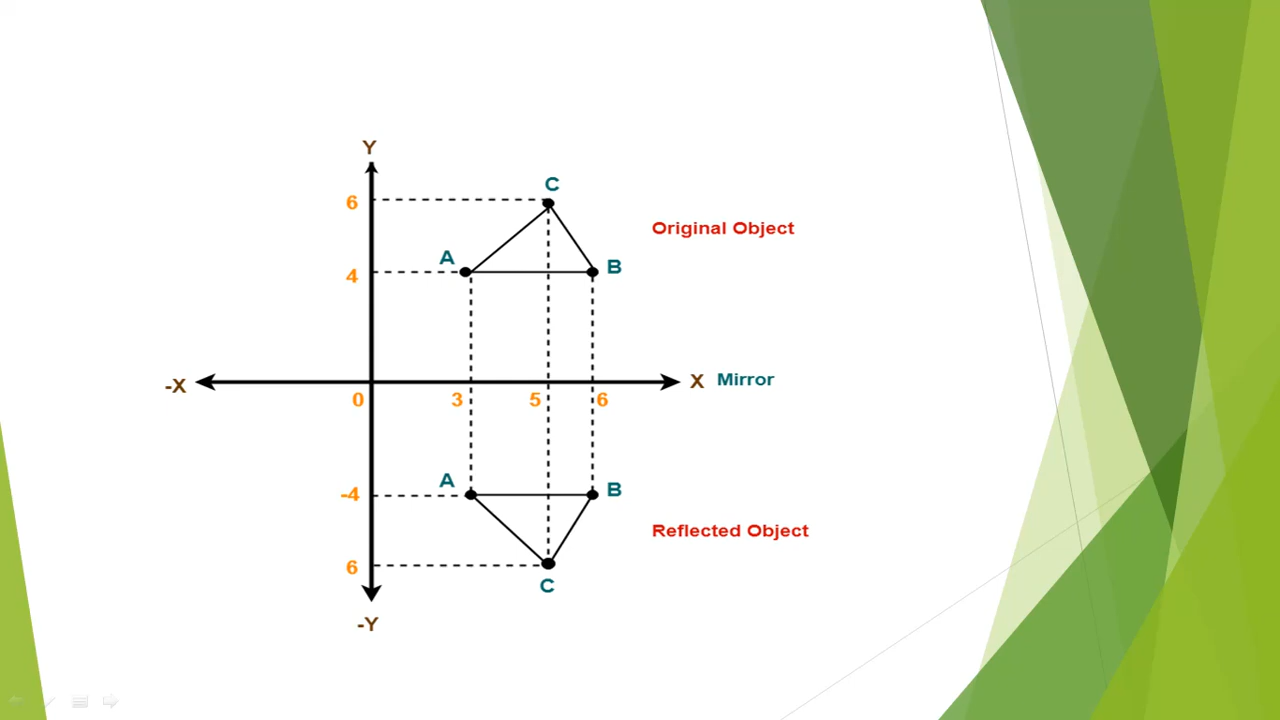 Y
C
6
Original Object
A
B
4
-X
X Mirror
0 3 5 6
A
B
-4
Reflected Object
6
C
-Y